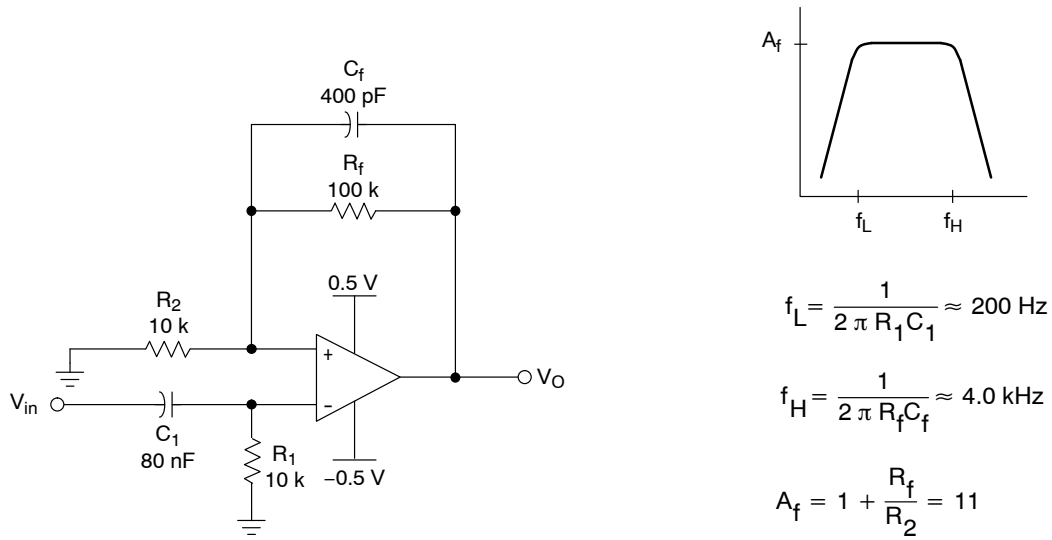 C_f
400 pF
R_f
100 k
0.5 V
R_2
10 k
+
−
V_in
C_1
80 nF
R_1
10 k
−0.5 V
V_O
A_f
f_L
f_H
f_L = 1 / (2 π R_1 C_1) ≈ 200 Hz
f_H = 1 / (2 π R_f C_f) ≈ 4.0 kHz
A_f = 1 + R_f / R_2 = 11